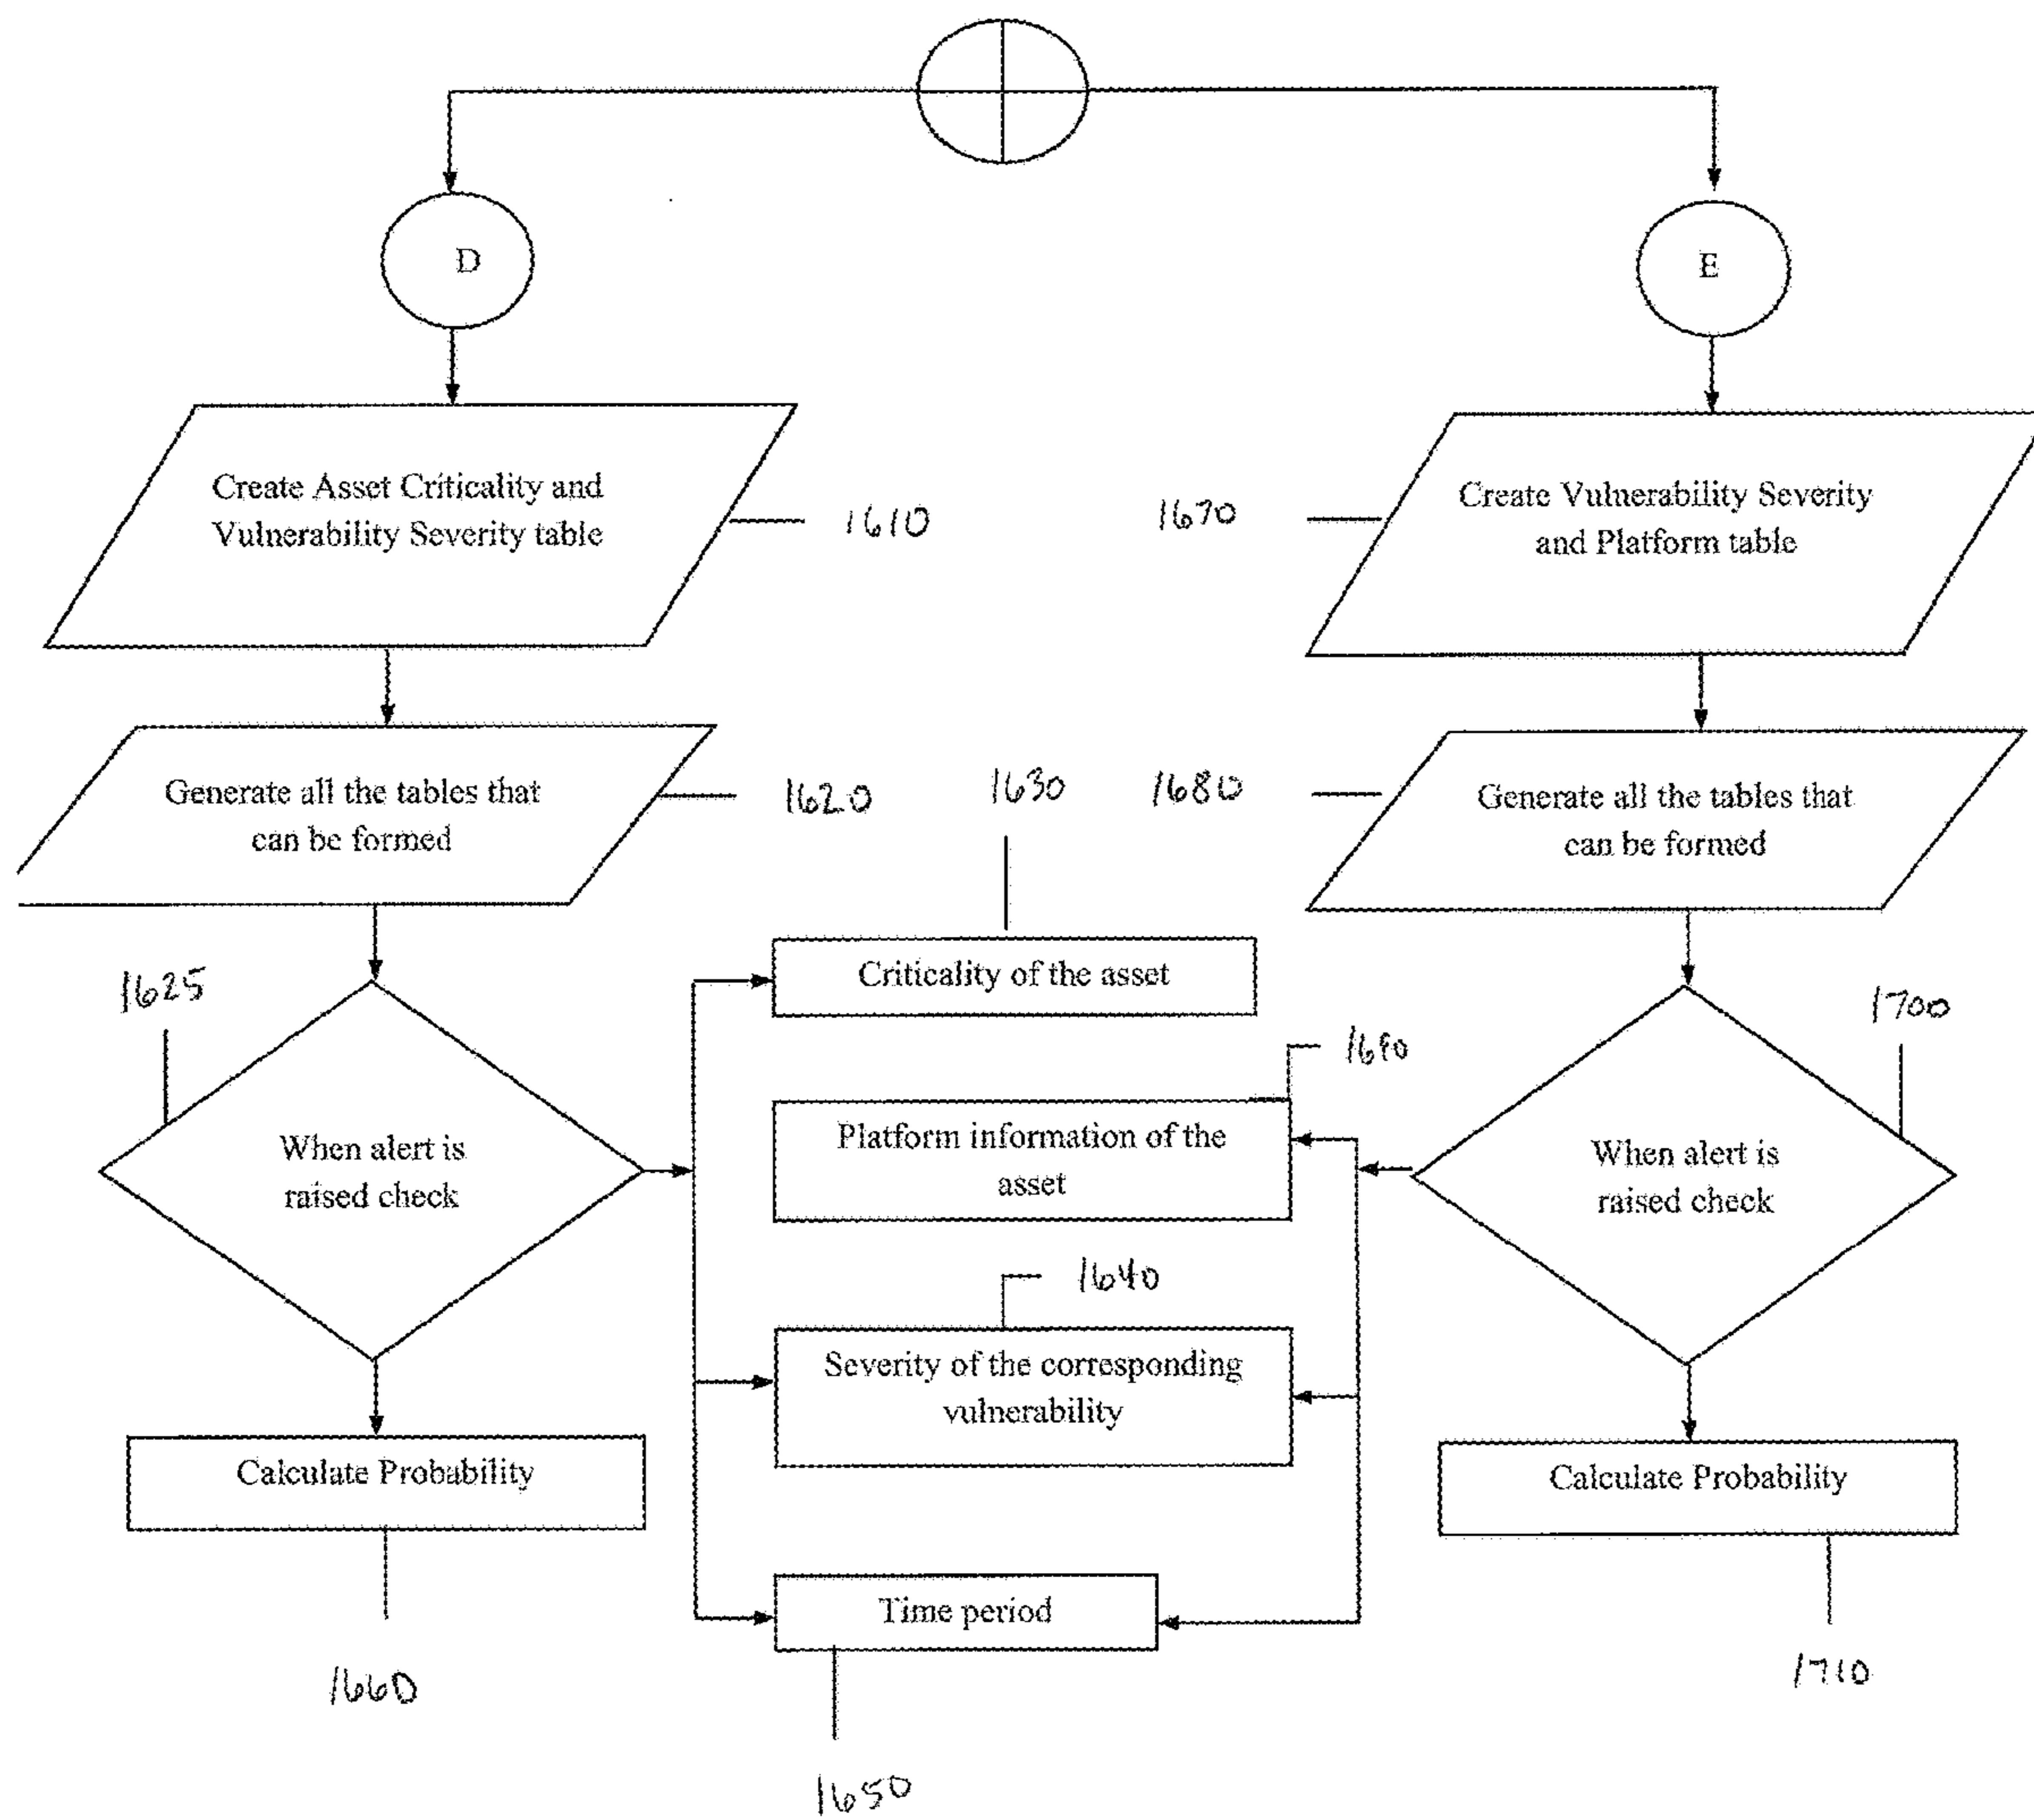 D
E
Create Asset Criticality and
Vulnerability Severity table
1610
1670
Create Vulnerability Severity
and Platform table
Generate all the tables that
can be formed
1620
1630
1680
Generate all the tables that
can be formed
1625
Criticality of the asset
1700
1690
When alert is
raised check
Platform information of the
asset
When alert is
raised check
1640
Severity of the corresponding
vulnerability
Calculate Probability
Calculate Probability
Time period
1660
1710
1650